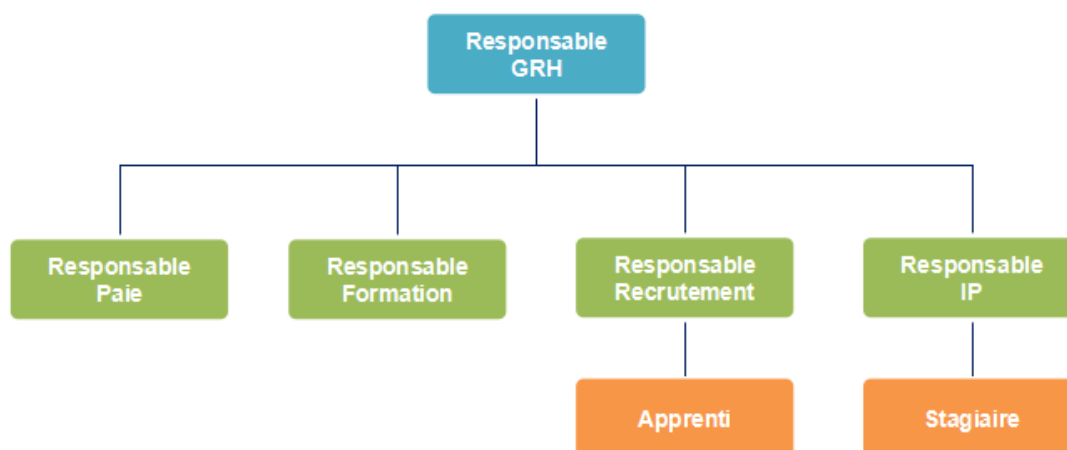 Responsable
GRH
Responsable
Paie
Responsable
Formation
Responsable
Recrutement
Responsable
IP
Apprenti
Stagiaire